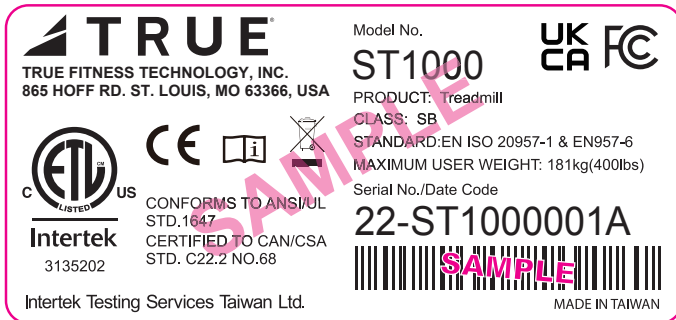 TRUE
TRUE FITNESS TECHNOLOGY, INC.
865 HOFF RD. ST. LOUIS, MO 63366, USA
C ETL CM US
LISTED
Intertek
3135202
CE
CONFORMS TO ANSI/UL
STD.1647
CERTIFIED TO CAN/CSA
STD. C22.2 NO.68
Intertek Testing Services Taiwan Ltd.
SAMPLE
Model No.
ST1000
UK
CA
FC
PRODUCT: Treadmill
CLASS: SB
STANDARD:EN ISO 20957-1 & EN957-6
MAXIMUM USER WEIGHT: 181kg(400lbs)
Serial No./Date Code
22-ST1000001A
SAMPLE
MADE IN TAIWAN